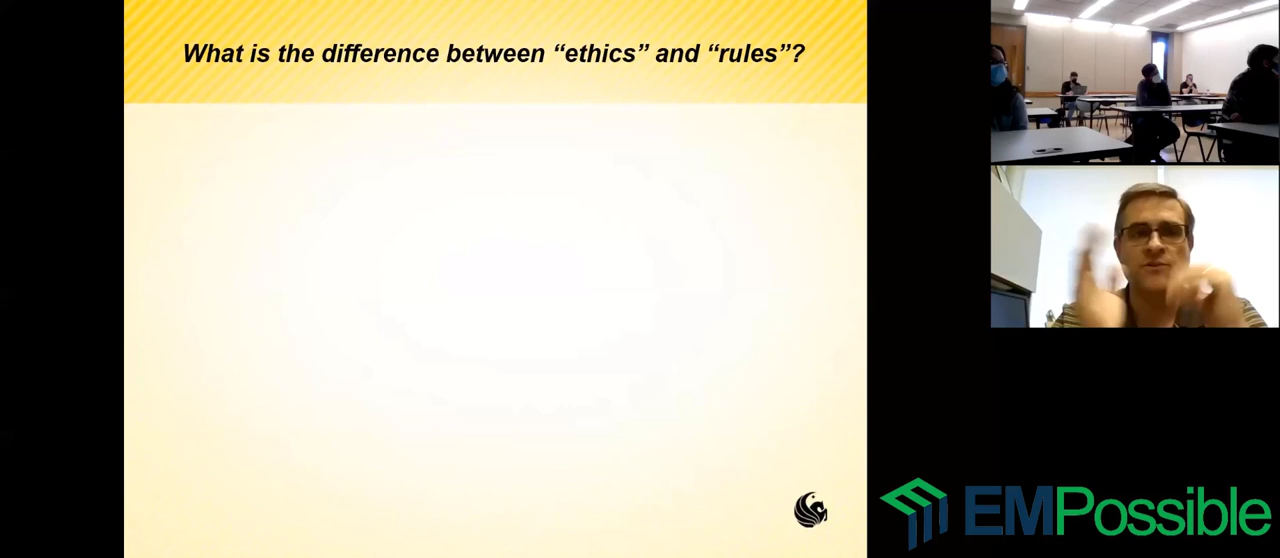 What is the difference between “ethics” and “rules”?
EMPossible